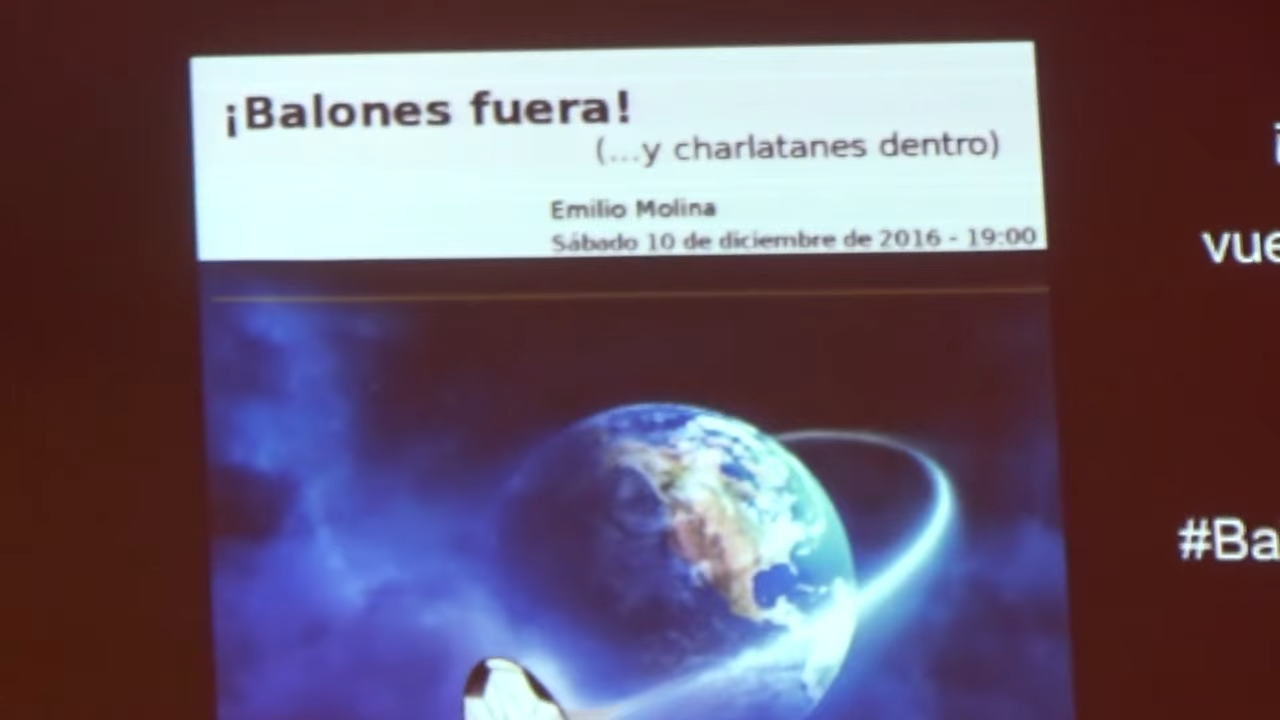 ¡Balones fuera!
(...y charlatanes dentro)
Emilio Molina
Sábado 10 de diciembre de 2016 - 19:00
vue
#Ba